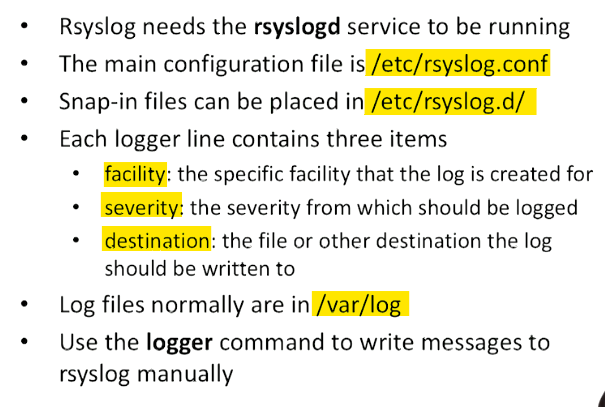 • Rsyslog needs the rsyslogd service to be running
• The main configuration file is /etc/rsyslog.conf
• Snap-in files can be placed in /etc/rsyslog.d/
• Each logger line contains three items
• facility: the specific facility that the log is created for
• severity: the severity from which should be logged
• destination: the file or other destination the log
should be written to
• Log files normally are in /var/log
• Use the logger command to write messages to
rsyslog manually